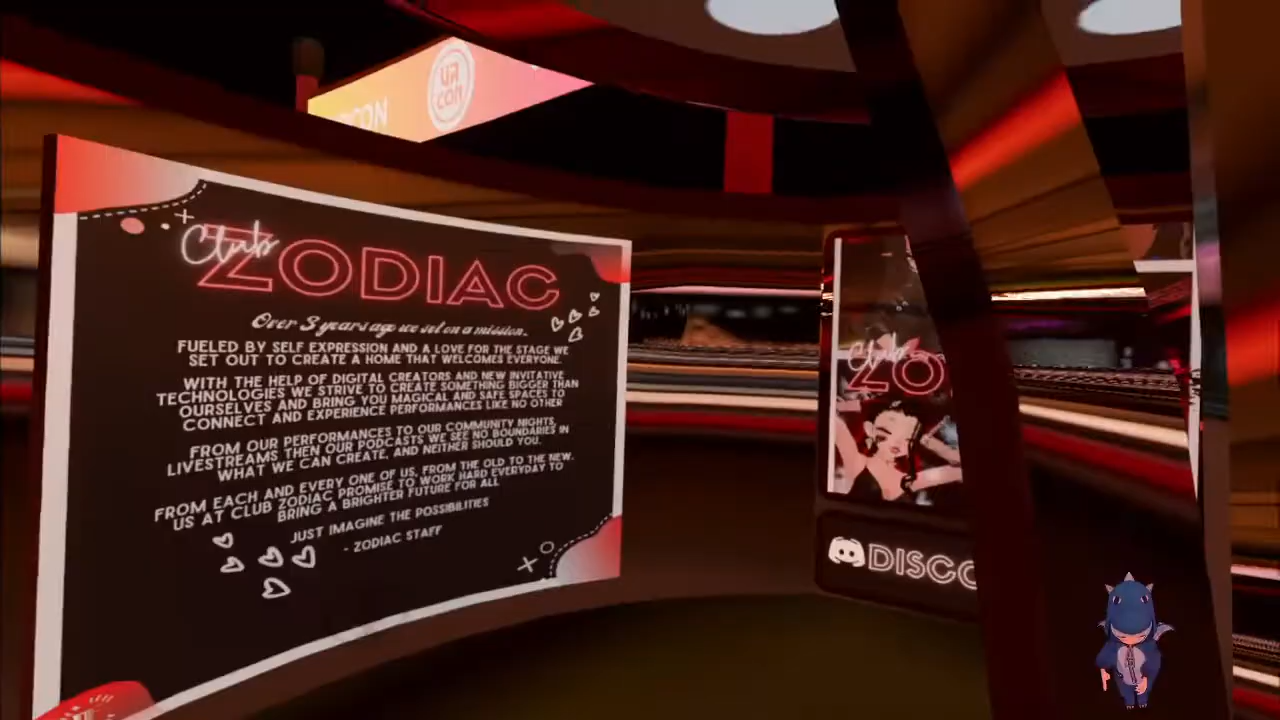 VR
CON
CON
Club
ZODIAC
Over 3 years ago we set on a mission..
FUELED BY SELF EXPRESSION AND A LOVE FOR THE STAGE WE
SET OUT TO CREATE A HOME THAT WELCOMES EVERYONE.
WITH THE HELP OF DIGITAL CREATORS AND NEW INVITATIVE
TECHNOLOGIES WE STRIVE TO CREATE SOMETHING BIGGER THAN
OURSELVES AND BRING YOU MAGICAL AND SAFE SPACES TO
CONNECT AND EXPERIENCE PERFORMANCES LIKE NO OTHER
FROM OUR PERFORMANCES TO OUR COMMUNITY NIGHTS,
LIVESTREAMS THEN OUR PODCASTS WE SEE NO BOUNDARIES IN
WHAT WE CAN CREATE, AND NEITHER SHOULD YOU.
FROM EACH AND EVERY ONE OF US, FROM THE OLD TO THE NEW.
US AT CLUB ZODIAC PROMISE TO WORK HARD EVERYDAY TO
BRING A BRIGHTER FUTURE FOR ALL
JUST IMAGINE THE POSSIBILITIES
- ZODIAC STAFF
Club
ZO
DISCO